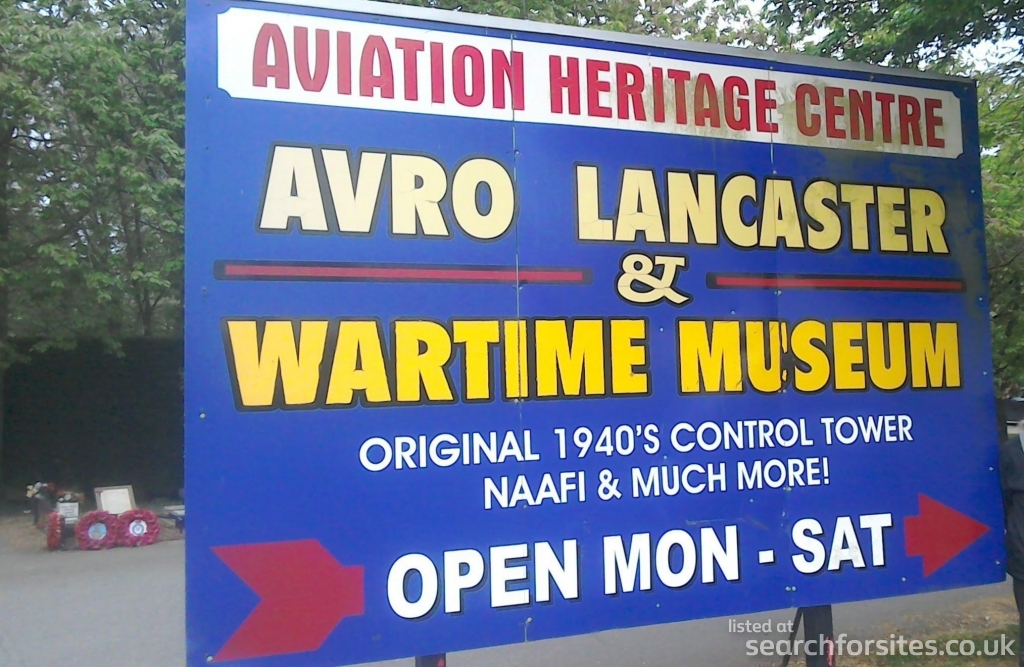 AVIATION HERITAGE CENTRE
AVRO LANCASTER
&
WARTIME MUSEUM
ORIGINAL 1940'S CONTROL TOWER
NAAFI & MUCH MORE!
OPEN MON - SAT
listed at
searchforsites.co.uk